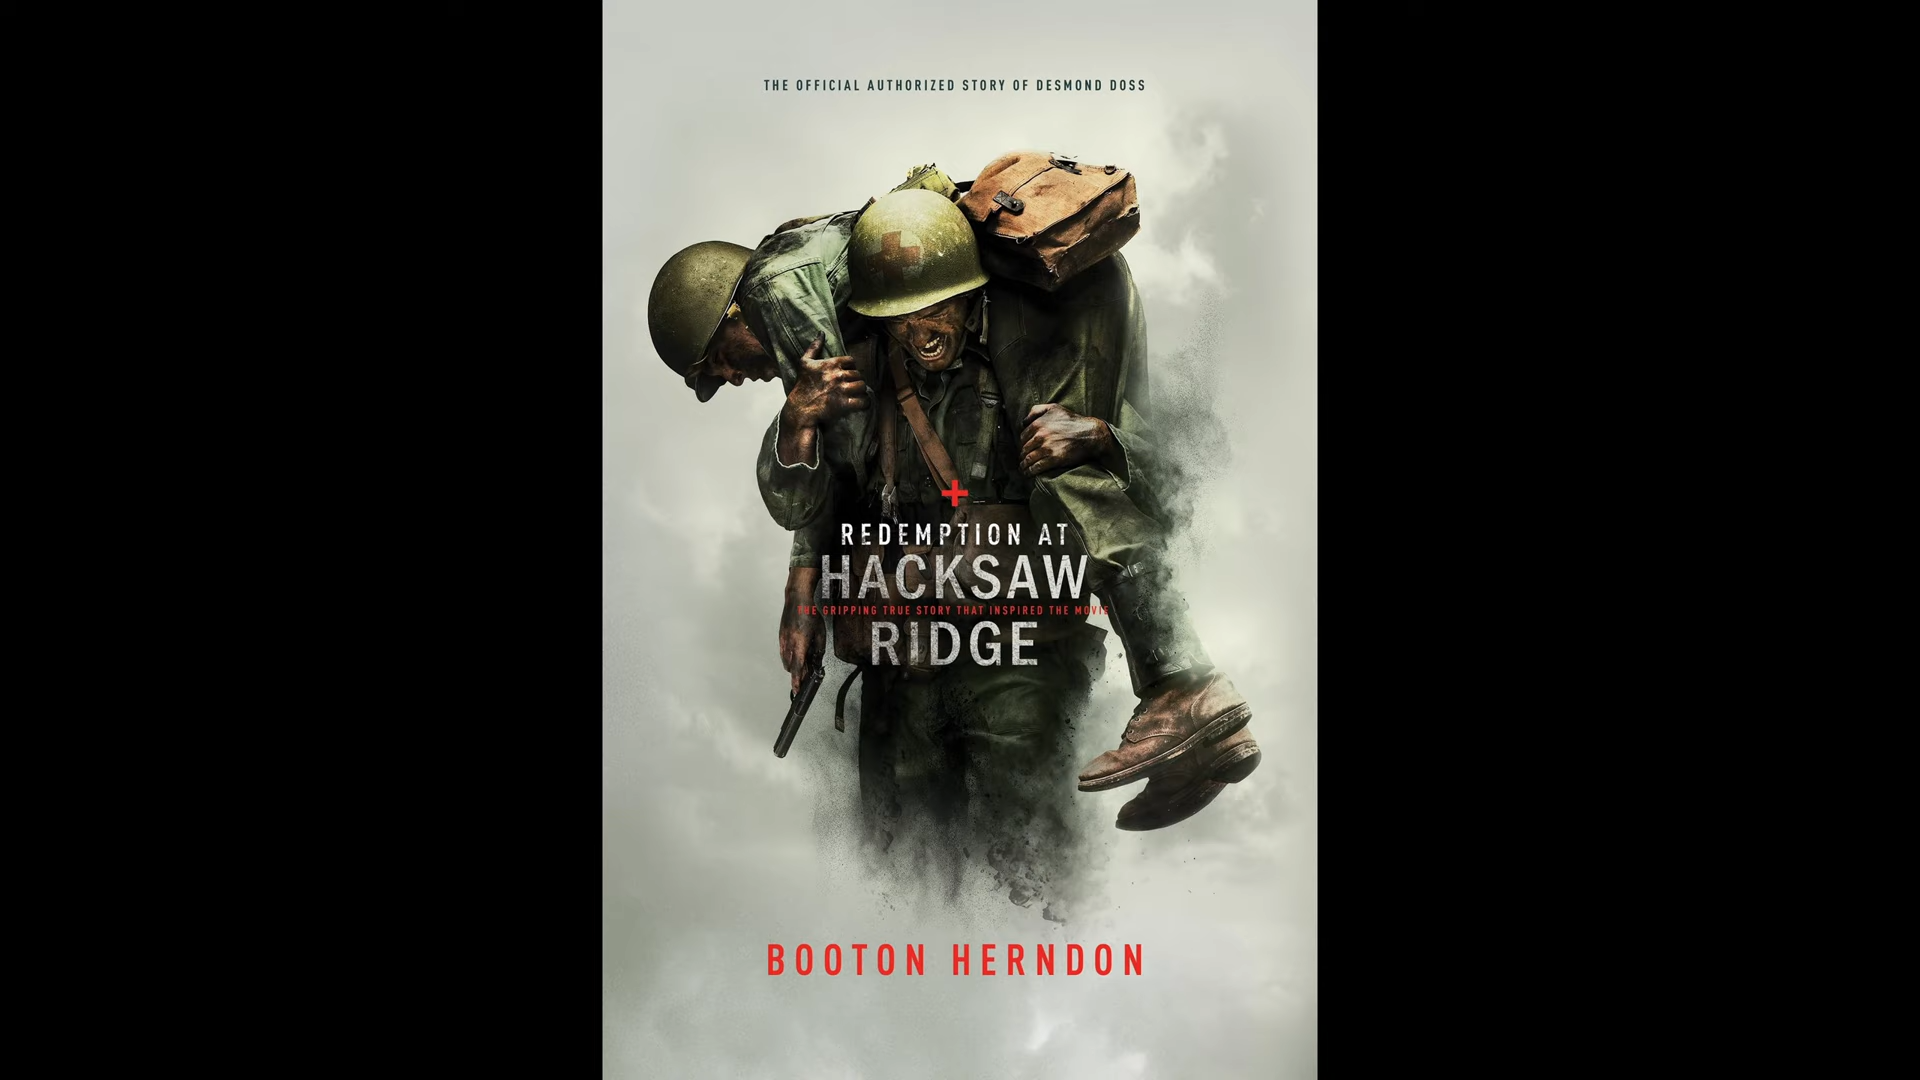 THE OFFICIAL AUTHORIZED STORY OF DESMOND DOSS
REDEMPTION AT
HACKSAW
THE GRIPPING TRUE STORY THAT INSPIRED THE MOVIE
RIDGE
BOOTON HERNDON